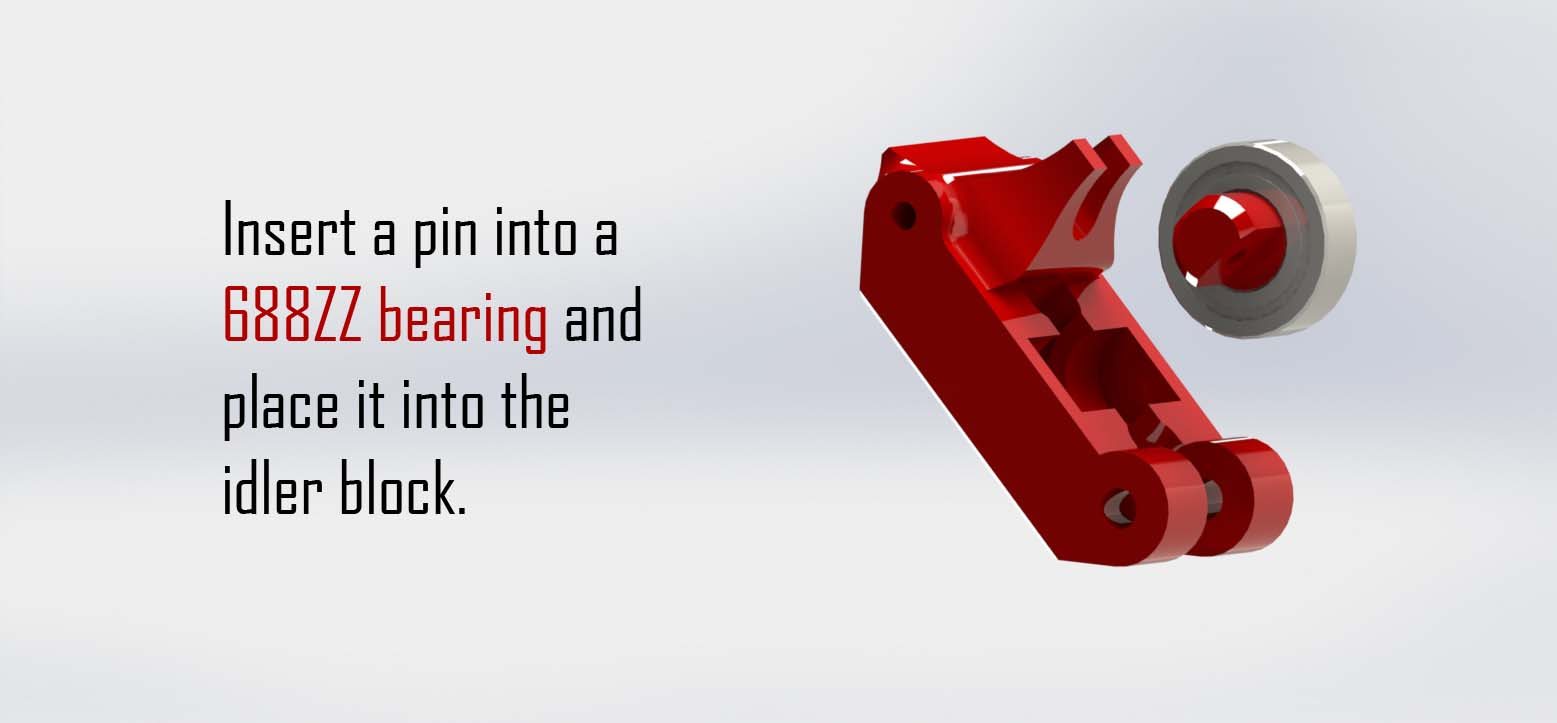 Insert a pin into a
688ZZ bearing and
place it into the
idler block.